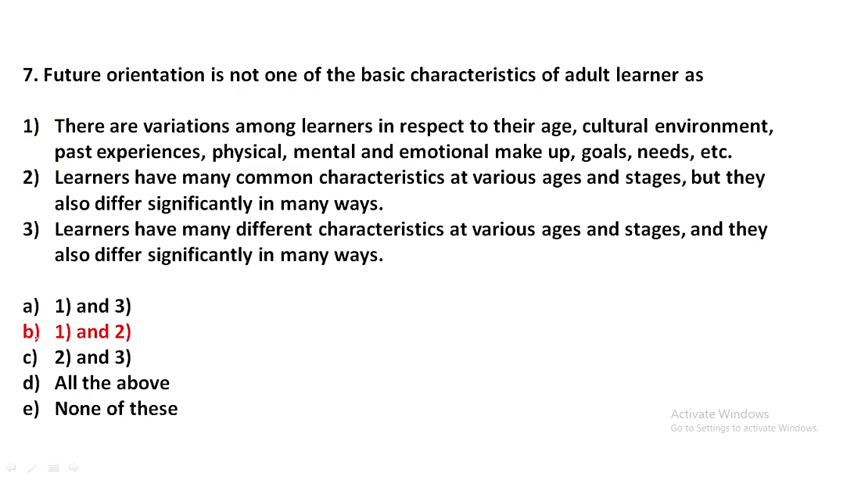 7. Future orientation is not one of the basic characteristics of adult learner as
1) There are variations among learners in respect to their age, cultural environment,
past experiences, physical, mental and emotional make up, goals, needs, etc.
2) Learners have many common characteristics at various ages and stages, but they
also differ significantly in many ways.
3) Learners have many different characteristics at various ages and stages, and they
also differ significantly in many ways.
a) 1) and 3)
b) 1) and 2)
c) 2) and 3)
d) All the above
e) None of these
Activate Windows
Go to Settings to activate Windows.